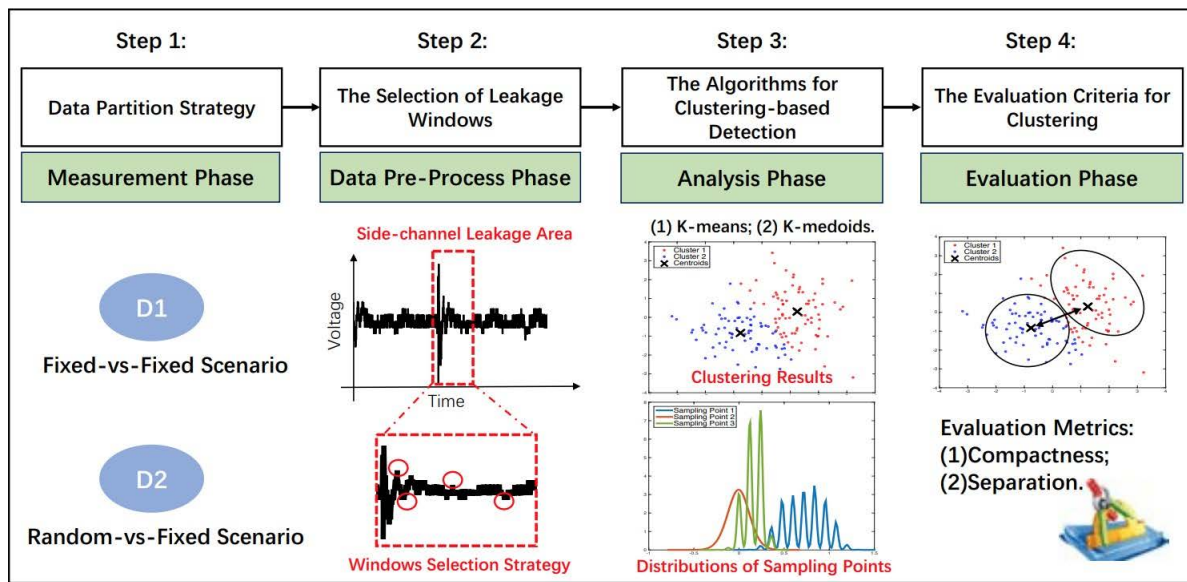 Step 1:
Step 2:
Step 3:
Step 4:
Data Partition Strategy
The Selection of Leakage
Windows
The Algorithms for
Clustering-based
Detection
The Evaluation Criteria for
Clustering
Measurement Phase
Data Pre-Process Phase
Analysis Phase
Evaluation Phase
D1
Fixed-vs-Fixed Scenario
D2
Random-vs-Fixed Scenario
Side-channel Leakage Area
Voltage
Time
Windows Selection Strategy
(1) K-means; (2) K-medoids.
Cluster 1
Cluster 2
Centroids
Clustering Results
Sampling Point 1
Sampling Point 2
Sampling Point 3
Distributions of Sampling Points
Cluster 1
Cluster 2
Centroids
Evaluation Metrics:
(1)Compactness;
(2)Separation.